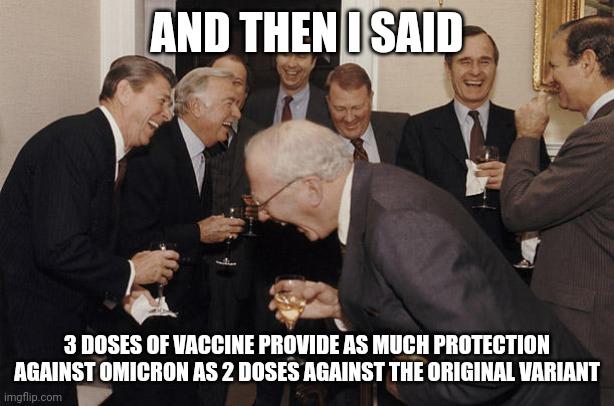 AND THEN I SAID
3 DOSES OF VACCINE PROVIDE AS MUCH PROTECTION
AGAINST OMICRON AS 2 DOSES AGAINST THE ORIGINAL VARIANT
imgflip.com